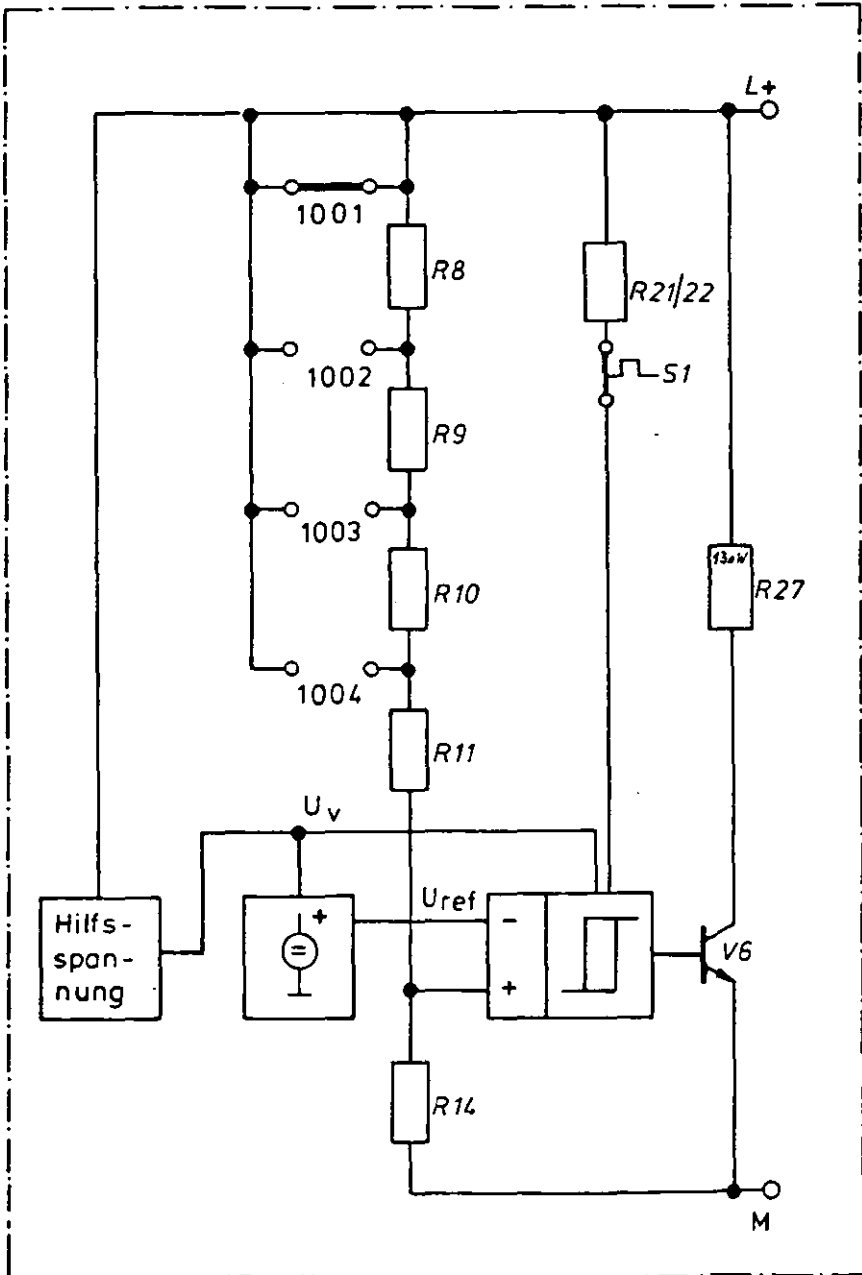 L+
1001
R8
R21/22
1002
S1
R9
1003
R10
R27
1004
R11
Uv
Uref
Hilfs-
span-
nung
+
=
-
+
V6
R14
M